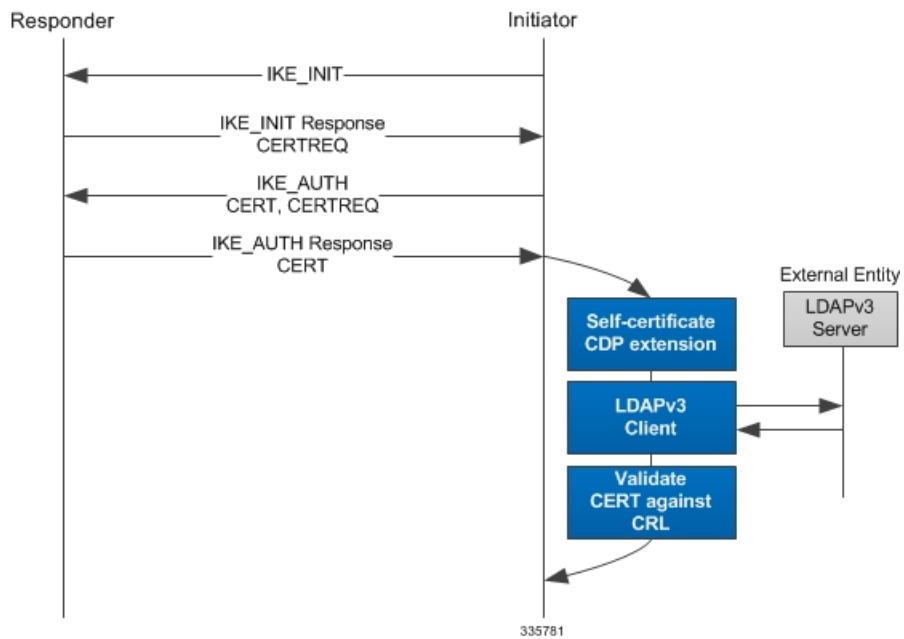 Responder
Initiator
IKE_INIT
IKE_INIT Response
CERTREQ
IKE_AUTH
CERT, CERTREQ
IKE_AUTH Response
CERT
External Entity
LDAPv3
Server
Self-certificate
CDP extension
LDAPv3
Client
Validate
CERT against
CRL
335781